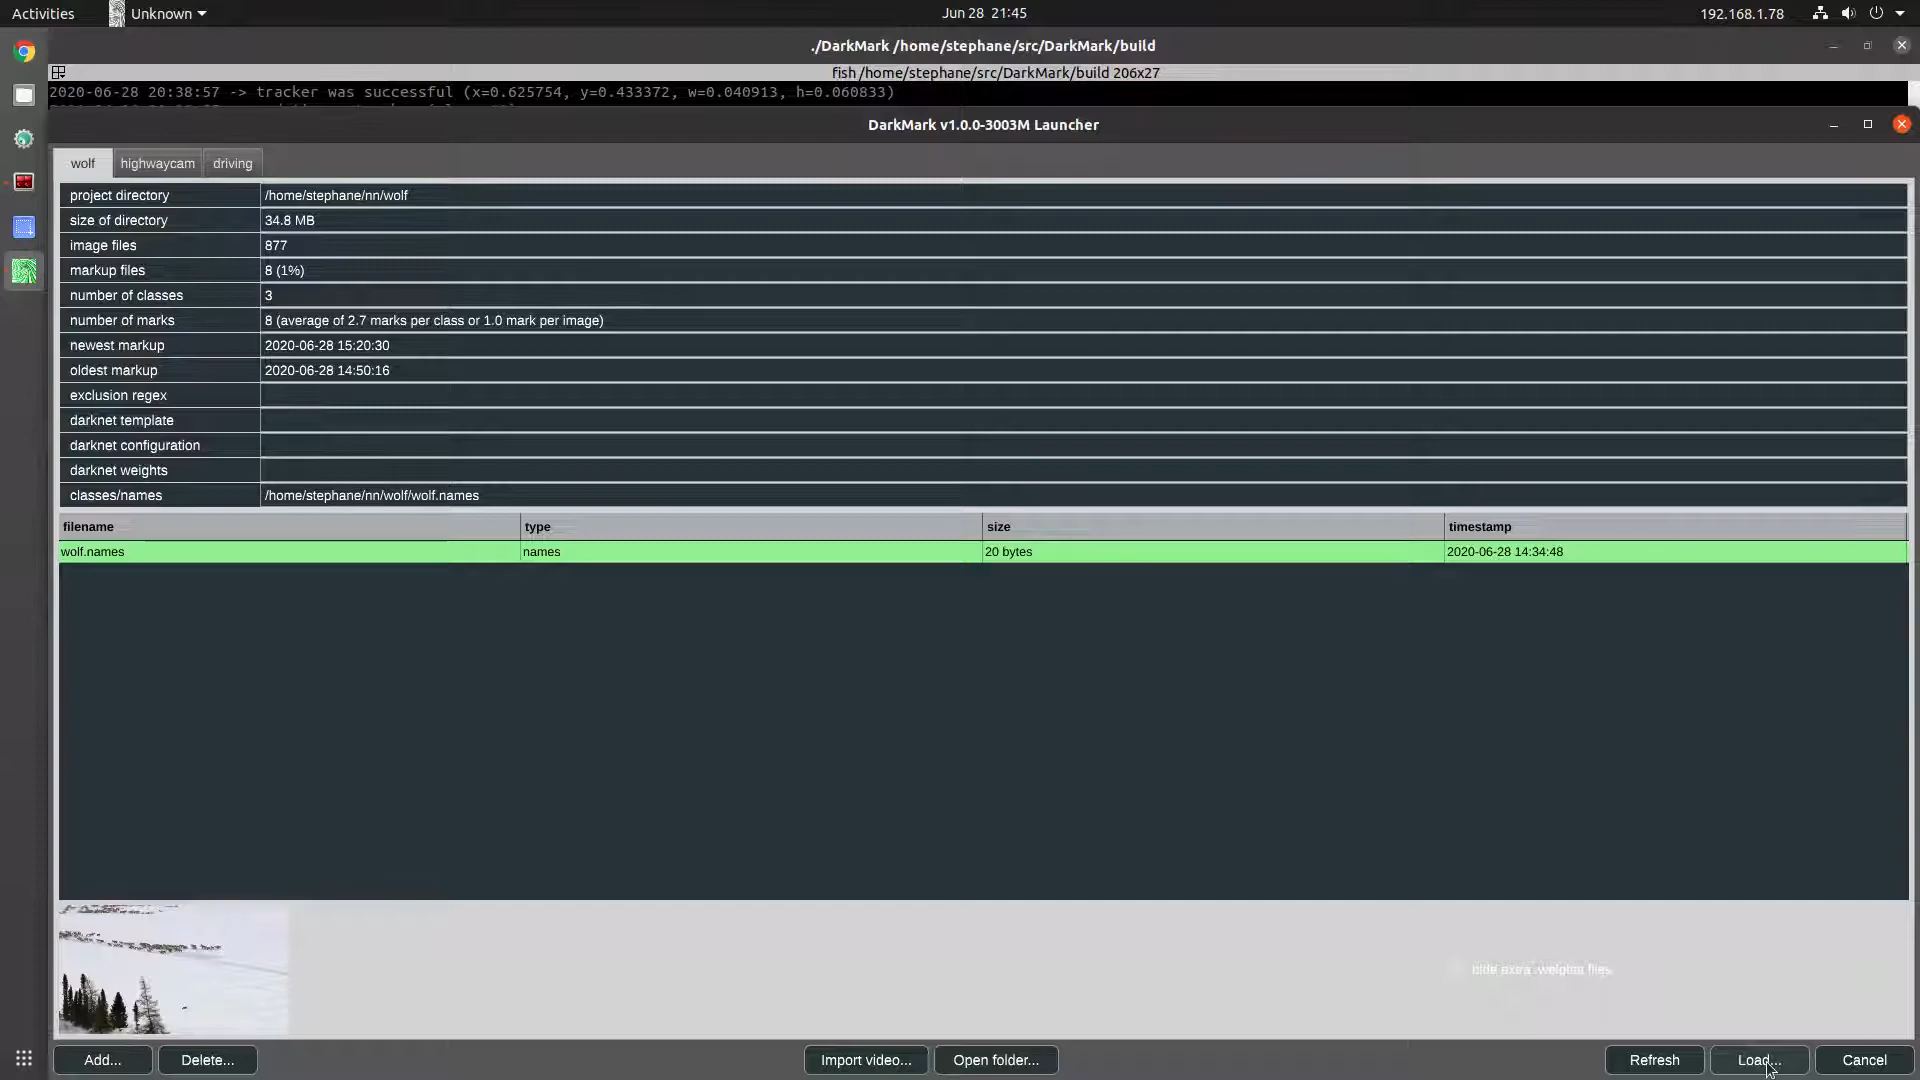 Activities
Unknown
Jun 28 21:45
192.168.1.78
./DarkMark /home/stephane/src/DarkMark/build
fish /home/stephane/src/DarkMark/build 206x27
2020-06-28 20:38:57 -> tracker was successful (x=0.625754, y=0.433372, w=0.040913, h=0.060833)
DarkMark v1.0.0-3003M Launcher
wolf highwaycam driving
project directory /home/stephane/nn/wolf
size of directory 34.8 MB
image files 877
markup files 8 (1%)
number of classes 3
number of marks 8 (average of 2.7 marks per class or 1.0 mark per image)
newest markup 2020-06-28 15:20:30
oldest markup 2020-06-28 14:50:16
exclusion regex
darknet template
darknet configuration
darknet weights
classes/names /home/stephane/nn/wolf/wolf.names
filename type size timestamp
wolf.names names 20 bytes 2020-06-28 14:34:48
hide extra .weights files
Add... Delete... Import video... Open folder... Refresh Load... Cancel